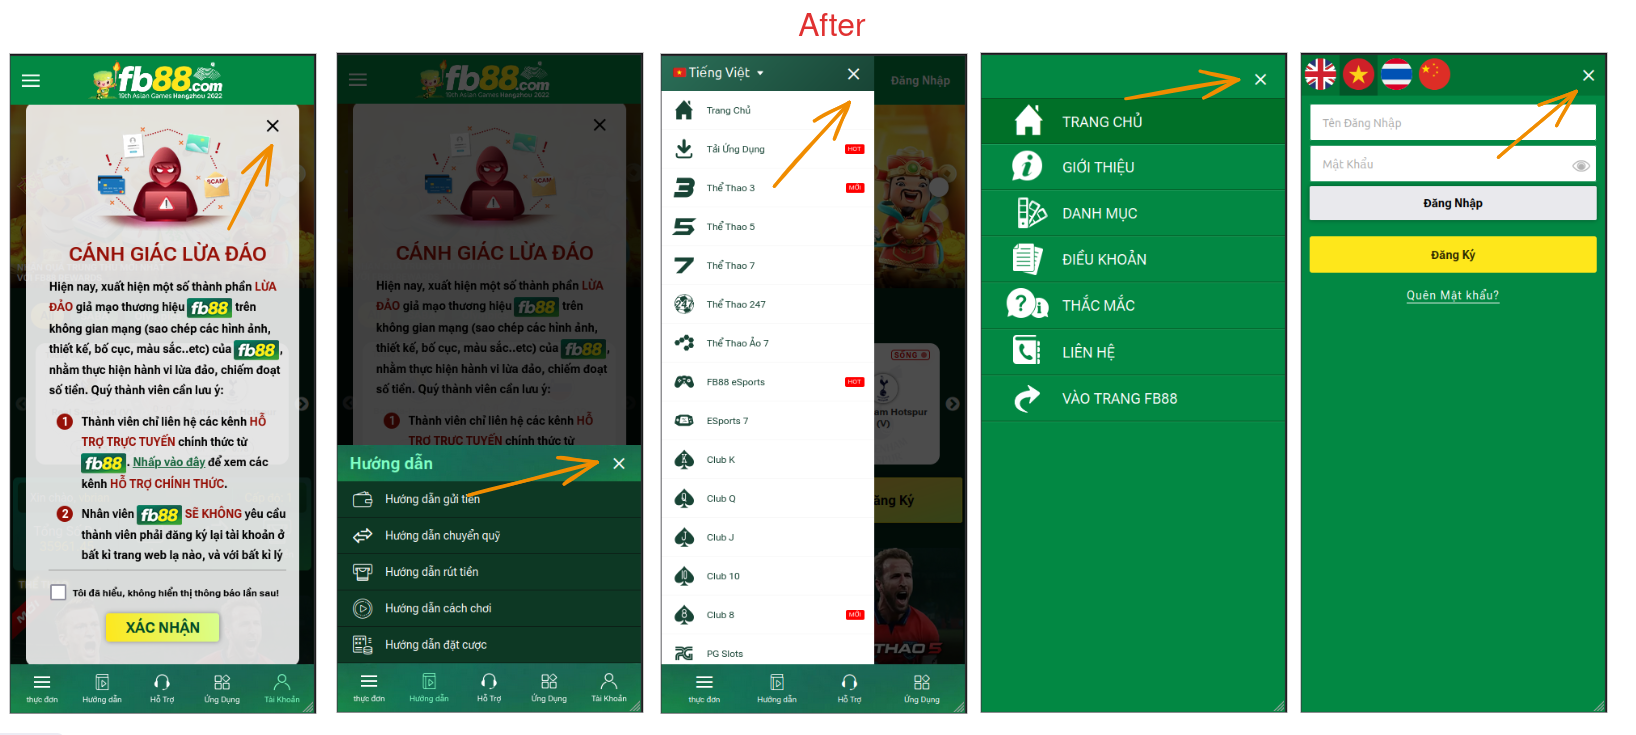 After
fb88.com
19th Asian Games Hangzhou 2022
SCAM
CÁNH GIÁC LỪA ĐẢO
Hiện nay, xuất hiện một số thành phần LỪA
ĐẢO giả mạo thương hiệu fb88 trên
không gian mạng (sao chép các hình ảnh,
thiết kế, bố cục, màu sắc..etc) của fb88,
nhằm thực hiện hành vi lừa đảo, chiếm đoạt
số tiền. Quý thành viên cần lưu ý:
1 Thành viên chỉ liên hệ các kênh HỖ
TRỢ TRỰC TUYẾN chính thức từ
fb88. Nhấp vào đây để xem các
kênh HỖ TRỢ CHÍNH THỨC.
2 Nhân viên fb88 SẼ KHÔNG yêu cầu
thành viên phải đăng ký lại tài khoản ở
bất kì trang web lạ nào, và với bất kì lý
Tôi đã hiểu, không hiển thị thông báo lần sau!
XÁC NHẬN
thực đơn
Hướng dẫn
Hỗ Trợ
Ứng Dụng
Tài Khoản
fb88.com
19th Asian Games Hangzhou 2022
CÁNH GIÁC LỪA ĐẢO
Hiện nay, xuất hiện một số thành phần LỪA
ĐẢO giả mạo thương hiệu fb88 trên
không gian mạng (sao chép các hình ảnh,
thiết kế, bố cục, màu sắc..etc) của fb88,
nhằm thực hiện hành vi lừa đảo, chiếm đoạt
số tiền. Quý thành viên cần lưu ý:
1 Thành viên chỉ liên hệ các kênh HỖ
TRỢ TRỰC TUYẾN chính thức từ
Hướng dẫn
Hướng dẫn gửi tiền
Hướng dẫn chuyển quỹ
Hướng dẫn rút tiền
Hướng dẫn cách chơi
Hướng dẫn đặt cược
thực đơn
Hướng dẫn
Hỗ Trợ
Ứng Dụng
Tài Khoản
Tiếng Việt
Đăng Nhập
Trang Chủ
Tải Ứng Dụng HOT
Thể Thao 3 MỚI
Thể Thao 5
Thể Thao 7
Thể Thao 247
Thể Thao Ảo 7
FB88 eSports HOT
ESports 7
Club K
Club Q
Club J
Club 10
Club 8 MỚI
PG Slots
SỐNG
am Hotspur
(V)
ăng Ký
THAO 5
thực đơn
Hướng dẫn
Hỗ Trợ
Ứng Dụng
TRANG CHỦ
GIỚI THIỆU
DANH MỤC
ĐIỀU KHOẢN
THẮC MẮC
LIÊN HỆ
VÀO TRANG FB88
Tên Đăng Nhập
Mật Khẩu
Đăng Nhập
Đăng Ký
Quên Mật khẩu?